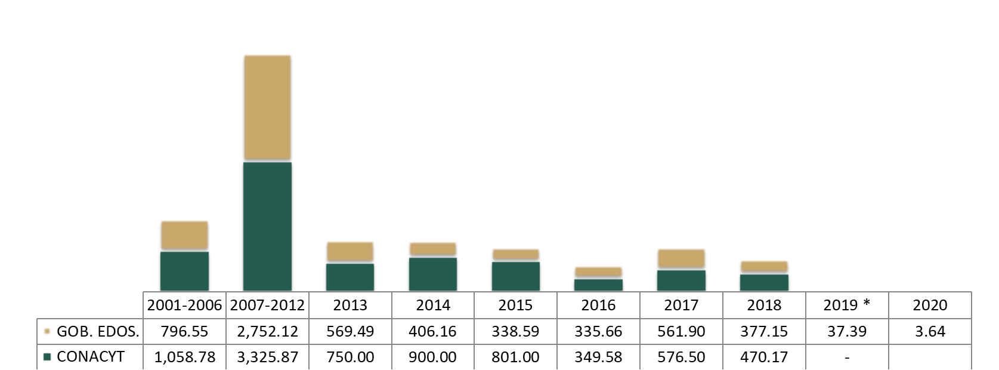 2001-2006 2007-2012 2013 2014 2015 2016 2017 2018 2019 * 2020
GOB. EDOS. 796.55 2,752.12 569.49 406.16 338.59 335.66 561.90 377.15 37.39 3.64
CONACYT 1,058.78 3,325.87 750.00 900.00 801.00 349.58 576.50 470.17 -